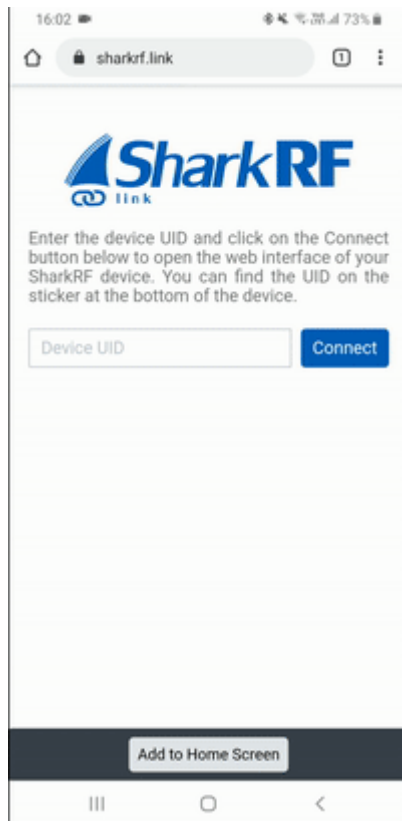 16:02
73%
sharkrf.link
1
SharkRF
link
Enter the device UID and click on the Connect
button below to open the web interface of your
SharkRF device. You can find the UID on the
sticker at the bottom of the device.
Device UID
Connect
Add to Home Screen